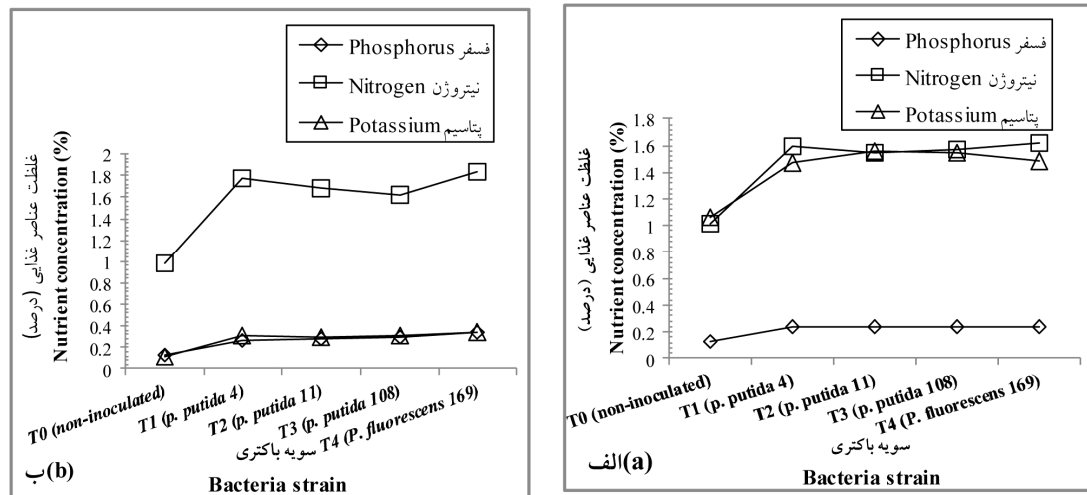 Phosphorus فسفر
Nitrogen نیتروژن
Potassium پتاسیم
غلظت عناصر غذایی (درصد)
Nutrient concentration (%)
2
1.8
1.6
1.4
1.2
1
0.8
0.6
0.4
0.2
0
T0 (non-inoculated)
T1 (p. putida 4)
T2 (p. putida 11)
T3 (p. putida 108)
T4 (P. fluorescens 169)
سویه باکتری
Bacteria strain
(b)ب
Phosphorus فسفر
Nitrogen نیتروژن
Potassium پتاسیم
غلظت عناصر غذایی (درصد)
Nutrient concentration (%)
1.8
1.6
1.4
1.2
1
0.8
0.6
0.4
0.2
0
T0 (non-inoculated)
T1 (p. putida 4)
T2 (p. putida 11)
T3 (p. putida 108)
T4 (P. fluorescens 169)
سویه باکتری
Bacteria strain
(a)الف